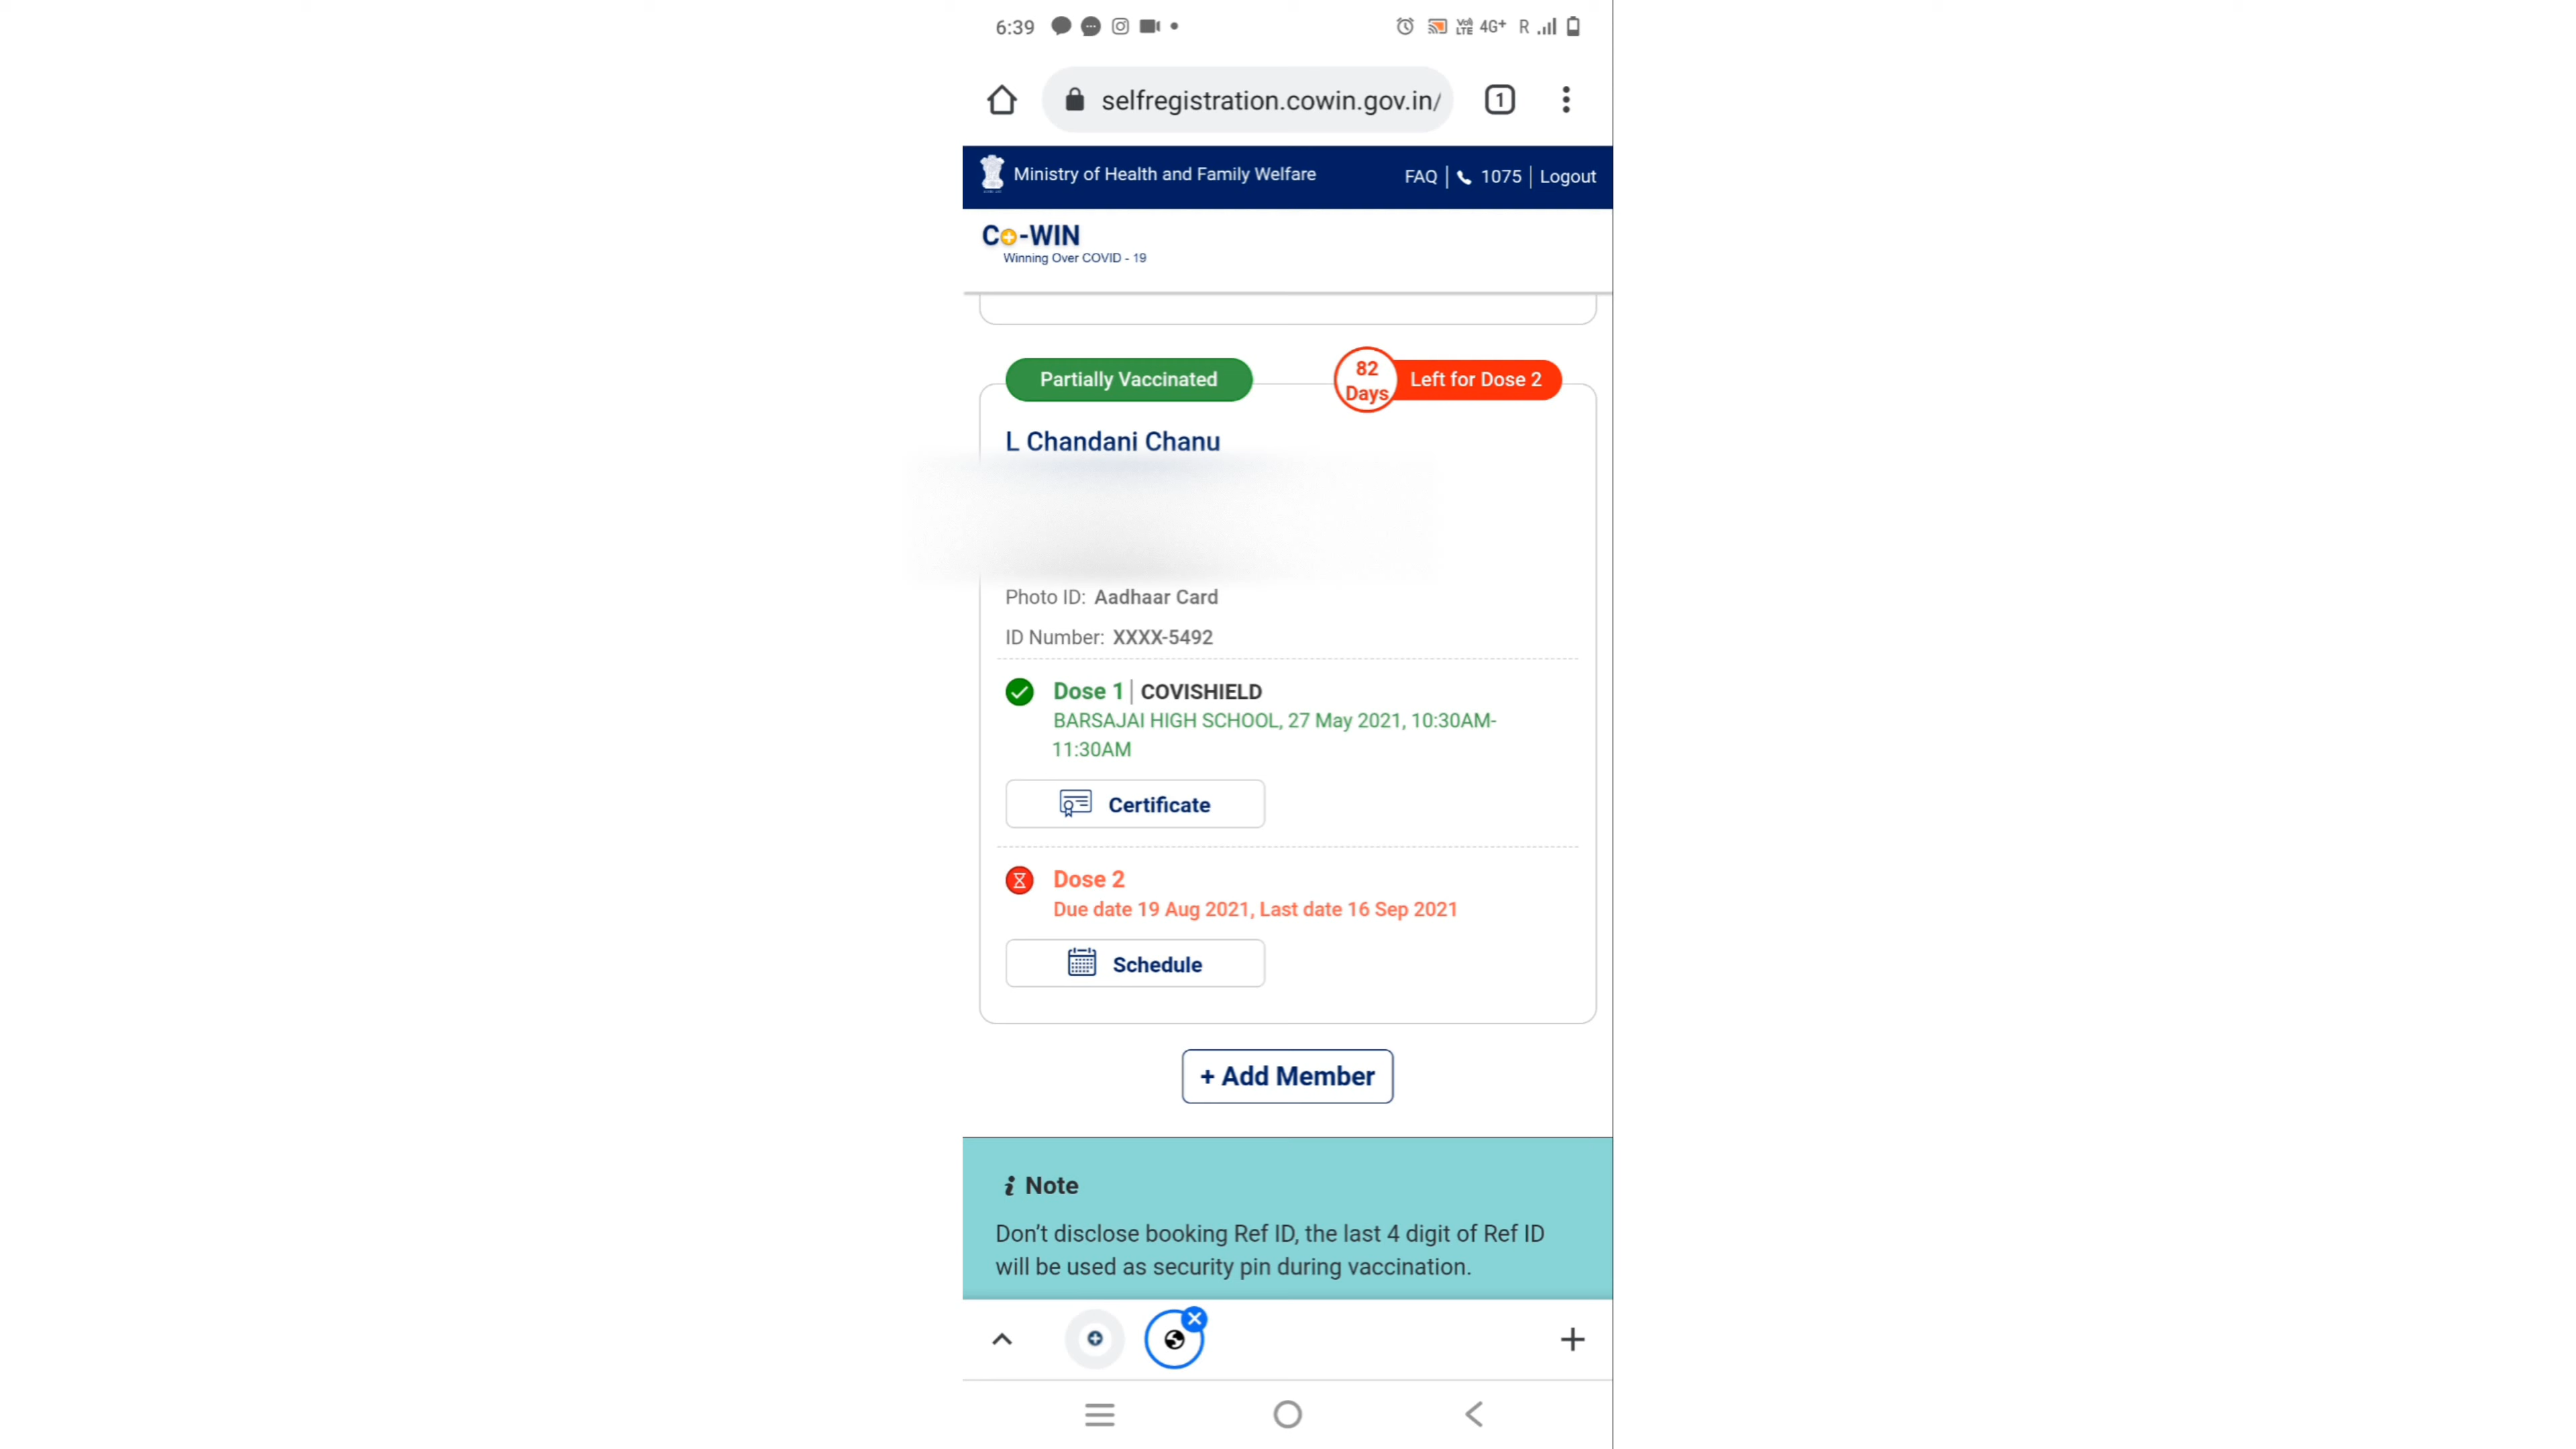 6:39 Vo) LTE 4G+ R
selfregistration.cowin.gov.in/ 1
Ministry of Health and Family Welfare FAQ | 1075 | Logout
Co-WIN
Winning Over COVID - 19
Partially Vaccinated 82 Days Left for Dose 2
L Chandani Chanu
Photo ID: Aadhaar Card
ID Number: XXXX-5492
Dose 1 | COVISHIELD
BARSAJAI HIGH SCHOOL, 27 May 2021, 10:30AM-
11:30AM
Certificate
Dose 2
Due date 19 Aug 2021, Last date 16 Sep 2021
Schedule
+ Add Member
i Note
Don't disclose booking Ref ID, the last 4 digit of Ref ID
will be used as security pin during vaccination.